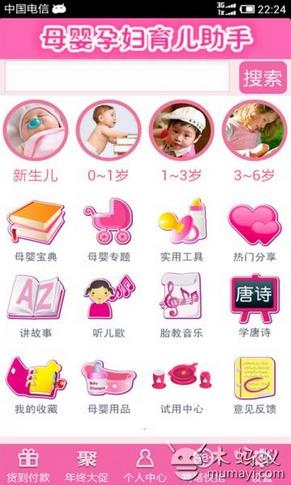 中国电信 22:24
母婴孕妇育儿助手
搜索
新生儿 0~1岁 1~3岁 3~6岁
母婴宝典 母婴专题 实用工具 热门分享
AZ 唐诗
讲故事 听儿歌 胎教音乐 学唐诗
我的收藏 母婴用品 试用中心 意见反馈
聚 木蚂蚁
货到付款 年终大促 个人中心 mumayi.com